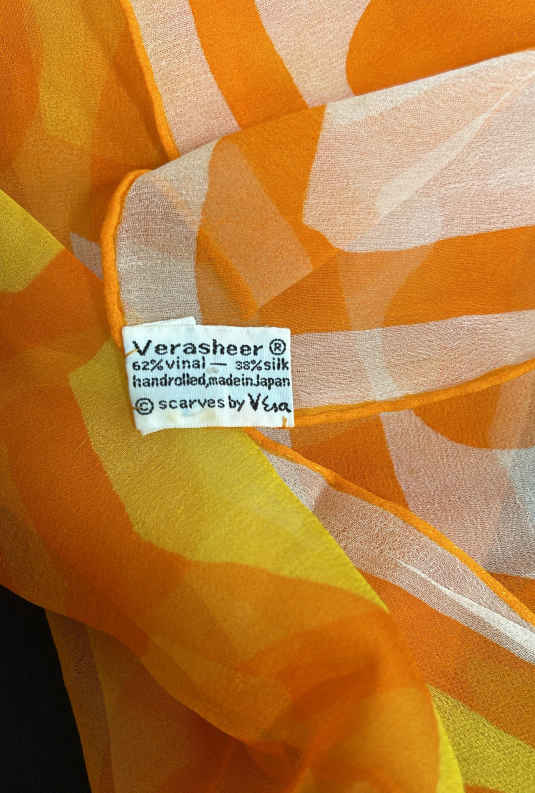 Verasheer ®
62% vinal — 38% silk
handrolled, made in Japan
© scarves by Vera